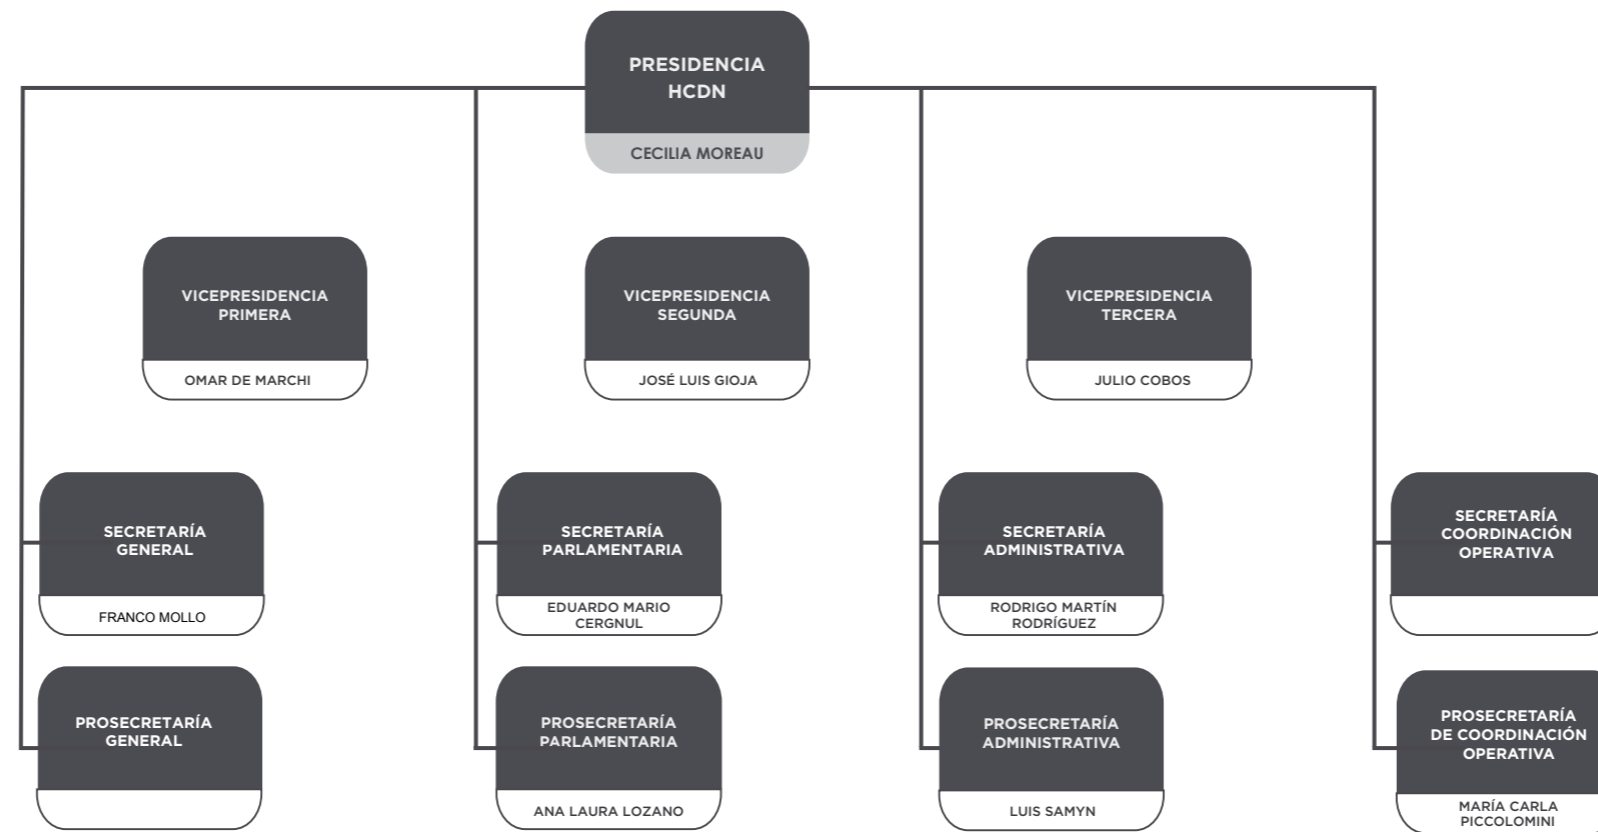 PRESIDENCIA
HCDN
CECILIA MOREAU
VICEPRESIDENCIA
PRIMERA
OMAR DE MARCHI
VICEPRESIDENCIA
SEGUNDA
JOSÉ LUIS GIOJA
VICEPRESIDENCIA
TERCERA
JULIO COBOS
SECRETARÍA
GENERAL
FRANCO MOLLO
SECRETARÍA
PARLAMENTARIA
EDUARDO MARIO
CERGNUL
SECRETARÍA
ADMINISTRATIVA
RODRIGO MARTÍN
RODRÍGUEZ
SECRETARÍA
COORDINACIÓN
OPERATIVA
PROSECRETARÍA
GENERAL
PROSECRETARÍA
PARLAMENTARIA
ANA LAURA LOZANO
PROSECRETARÍA
ADMINISTRATIVA
LUIS SAMYN
PROSECRETARÍA
DE COORDINACIÓN
OPERATIVA
MARÍA CARLA
PICCOLOMINI